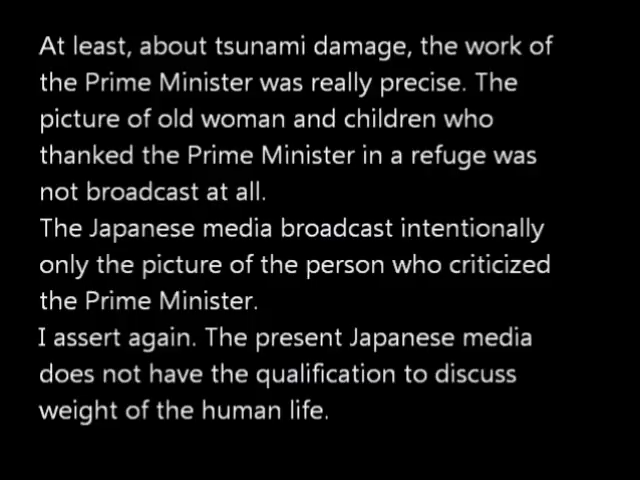 At least, about tsunami damage, the work of
the Prime Minister was really precise. The
picture of old woman and children who
thanked the Prime Minister in a refuge was
not broadcast at all.
The Japanese media broadcast intentionally
only the picture of the person who criticized
the Prime Minister.
I assert again. The present Japanese media
does not have the qualification to discuss
weight of the human life.